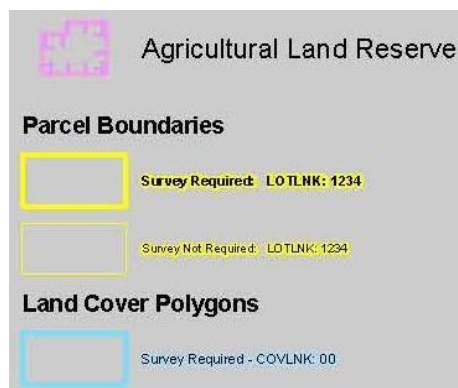 Agricultural Land Reserve
Parcel Boundaries
Survey Required: LOTLNK: 1234
Survey Not Required: LOTLNK: 1234
Land Cover Polygons
Survey Required - COVLNK: 00